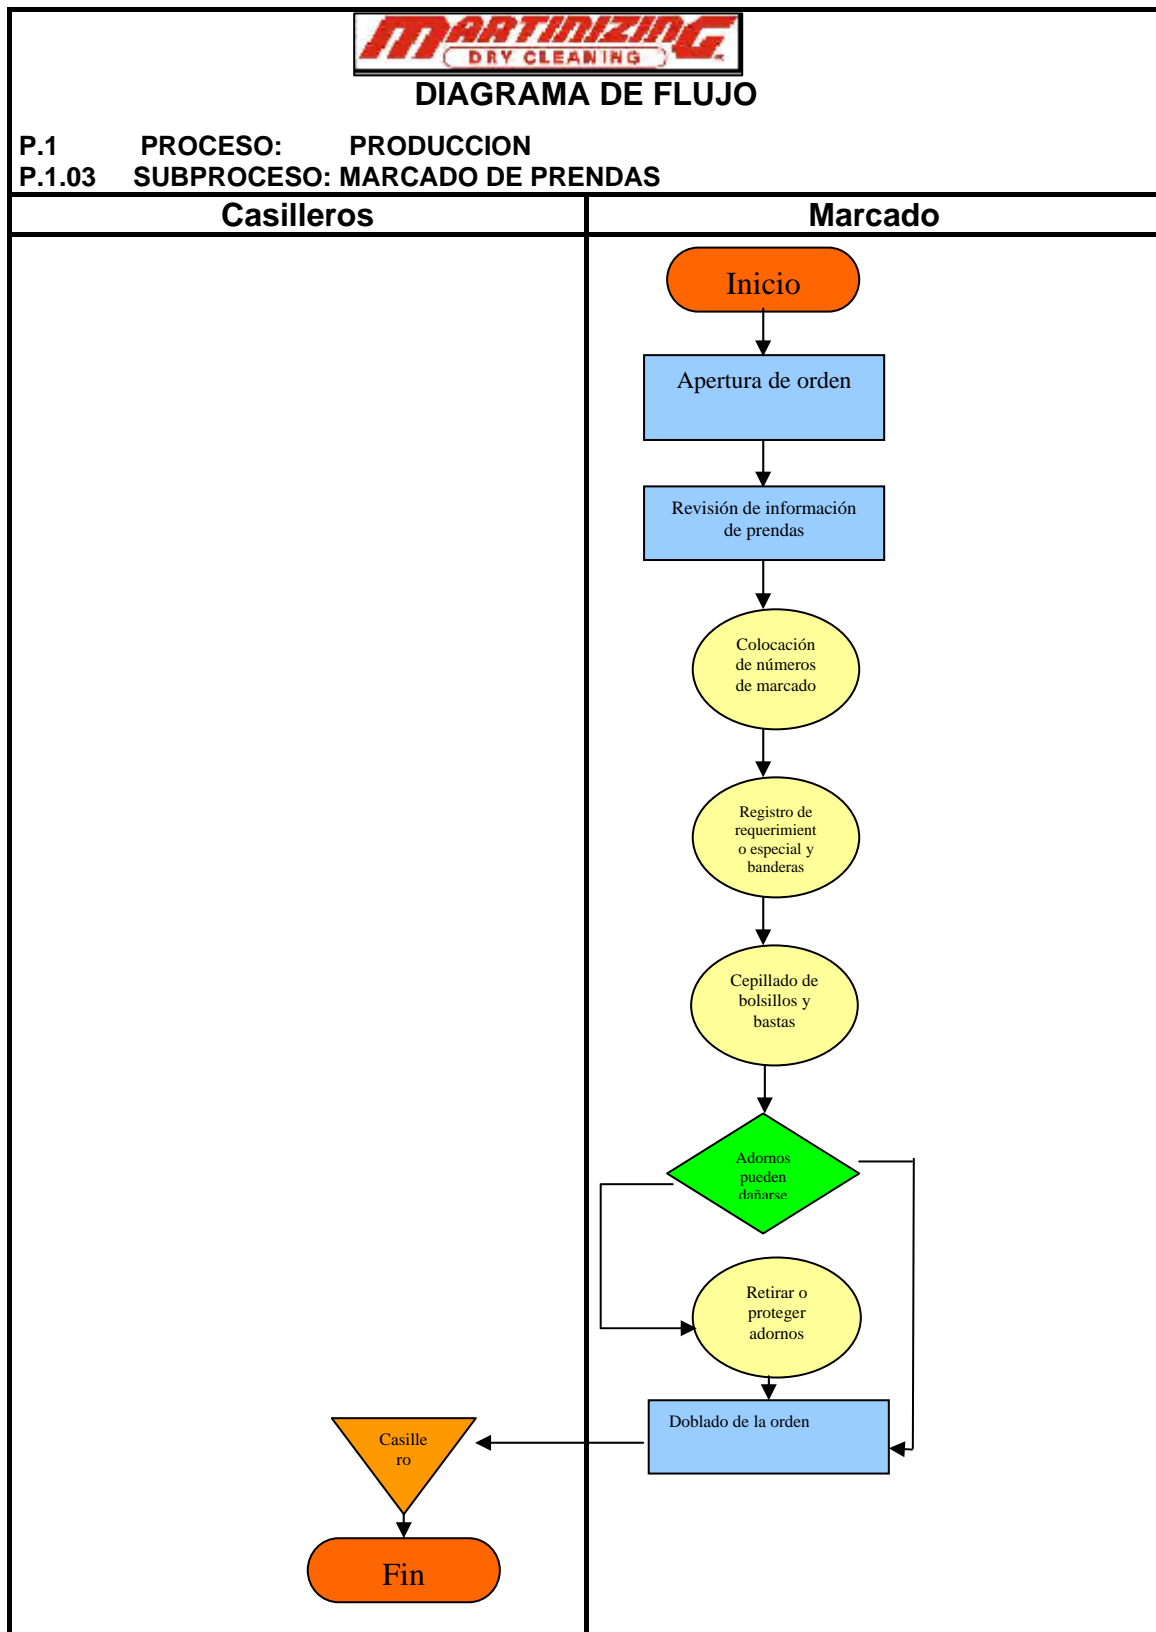 MARTINIZING
DRY CLEANING
DIAGRAMA DE FLUJO
P.1 PROCESO: PRODUCCION
P.1.03 SUBPROCESO: MARCADO DE PRENDAS
Casilleros
Marcado
Inicio
Apertura de orden
Revisión de información
de prendas
Colocación
de números
de marcado
Registro de
requerimient
o especial y
banderas
Cepillado de
bolsillos y
bastas
Adornos
pueden
dañarse
Retirar o
proteger
adornos
Doblado de la orden
Casille
ro
Fin